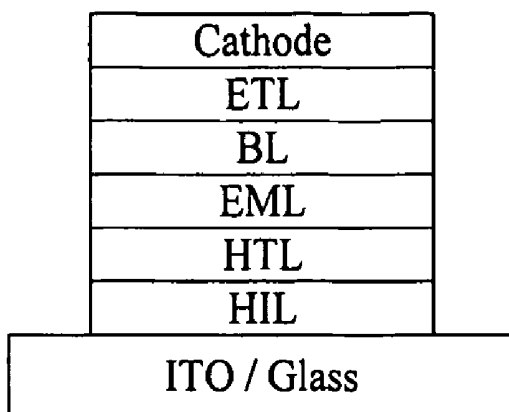 Cathode
ETL
BL
EML
HTL
HIL
ITO / Glass